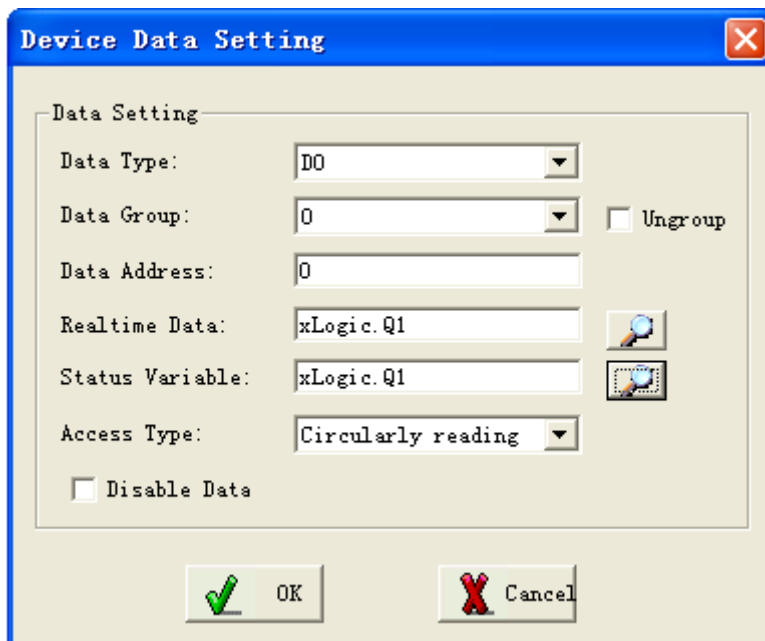 Device Data Setting
Data Setting
Data Type: DO
Data Group: 0 Ungroup
Data Address: 0
Realtime Data: xLogic.Q1
Status Variable: xLogic.Q1
Access Type: Circularly reading
Disable Data
OK Cancel